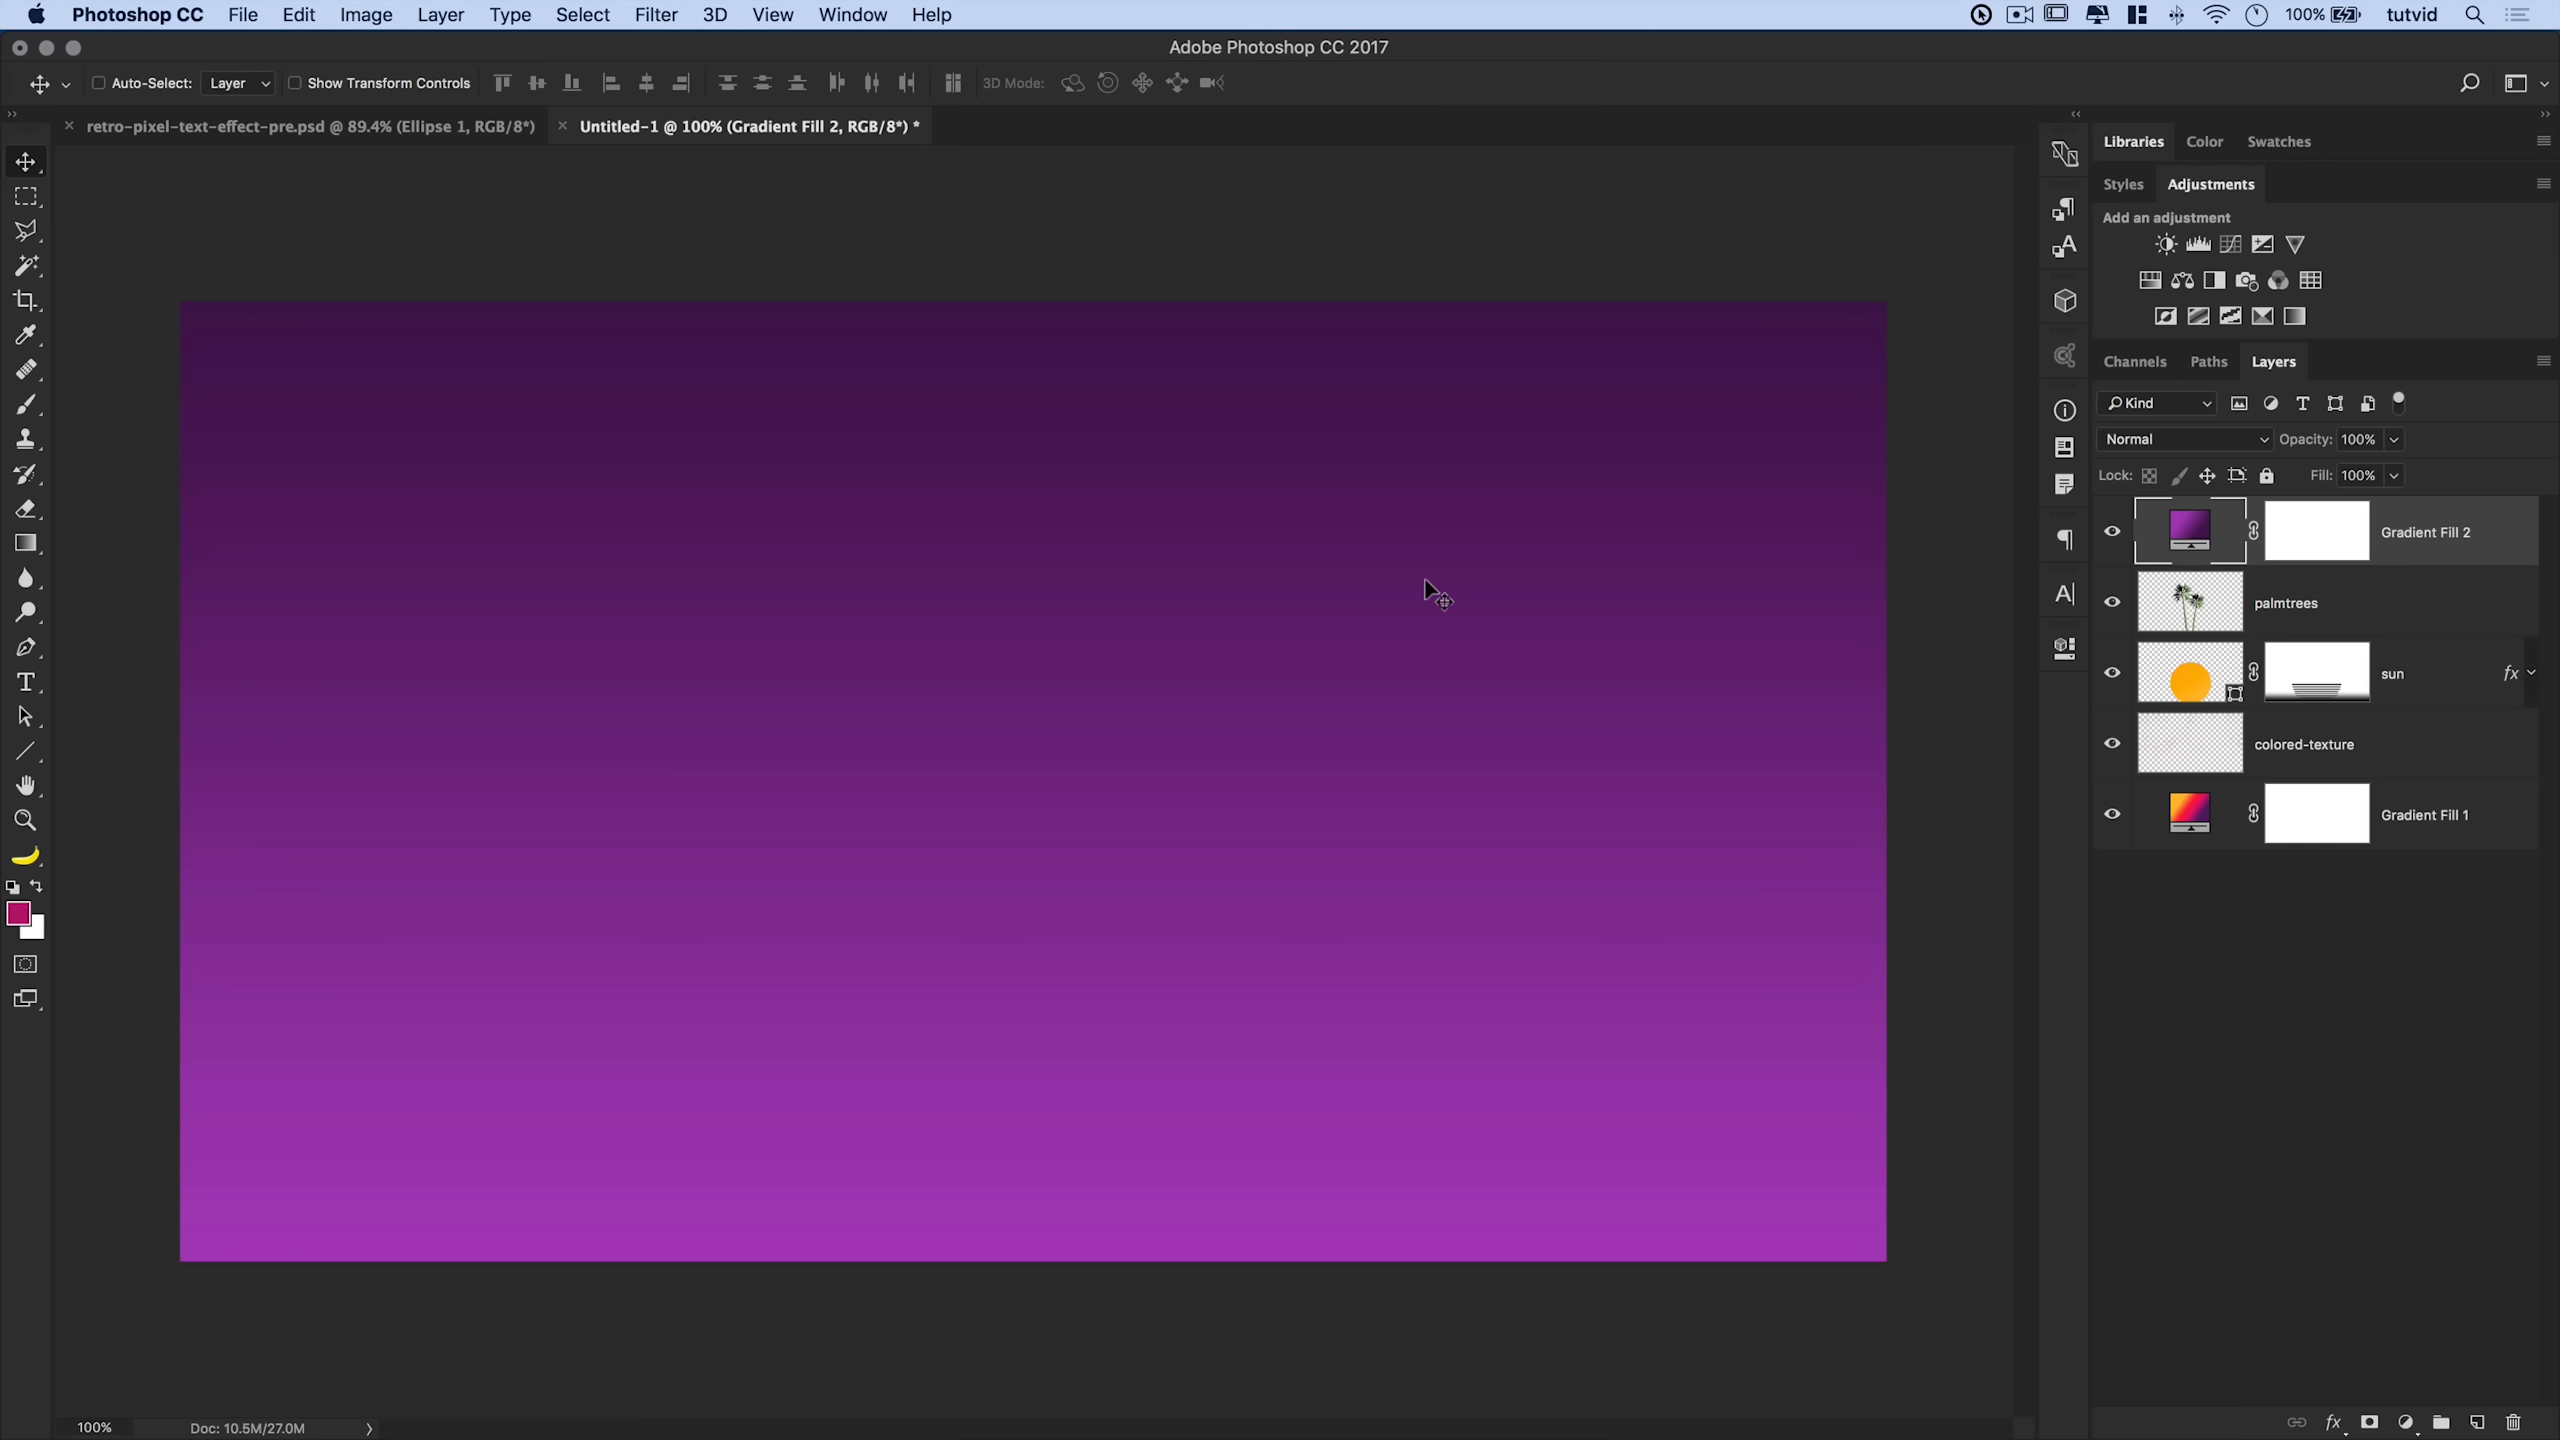 Photoshop CC File Edit Image Layer Type Select Filter 3D View Window Help 100% tutvid
Adobe Photoshop CC 2017
Auto-Select: Layer Show Transform Controls 3D Mode:
retro-pixel-text-effect-pre.psd @ 89.4% (Ellipse 1, RGB/8*) Untitled-1 @ 100% (Gradient Fill 2, RGB/8*) *
Libraries Color Swatches
Styles Adjustments
Add an adjustment
Channels Paths Layers
Kind
Normal Opacity: 100%
Lock: Fill: 100%
Gradient Fill 2
palmtrees
sun fx
colored-texture
Gradient Fill 1
100% Doc: 10.5M/27.0M
fx